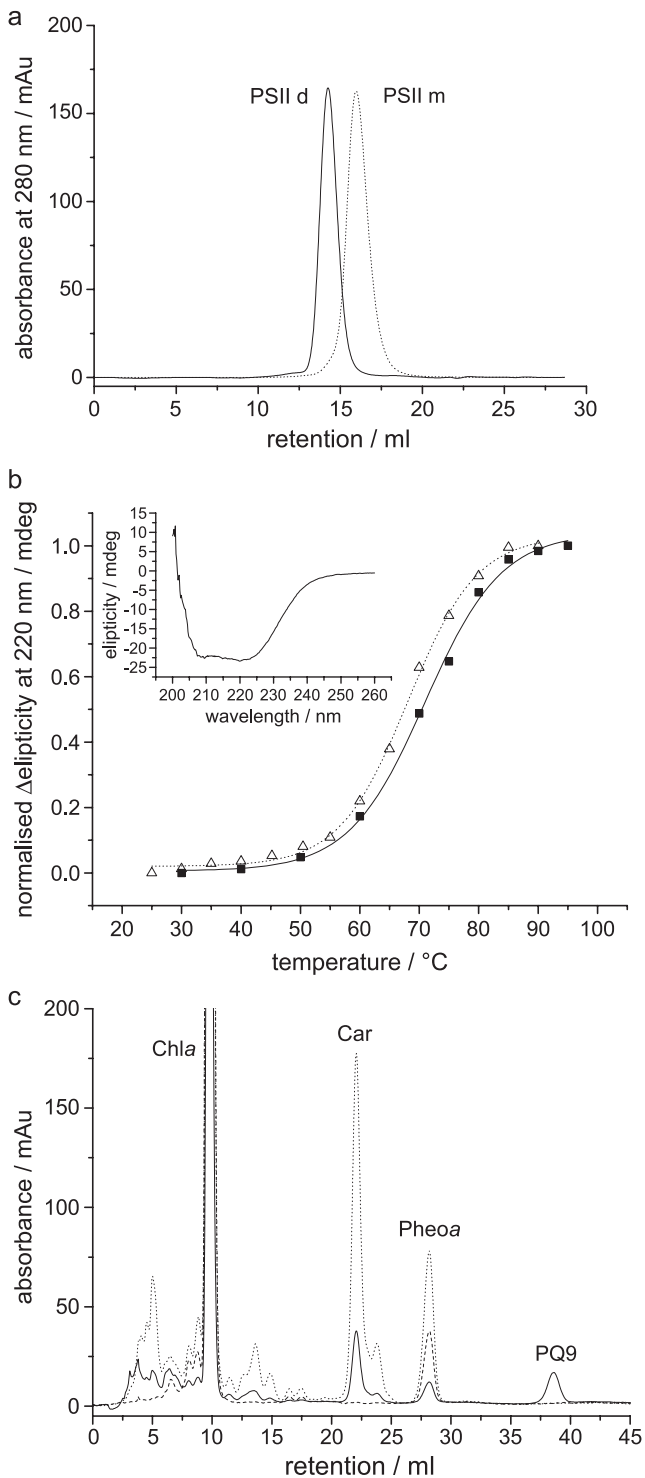 a
200
150
100
50
0
absorbance at 280 nm / mAu
PSII d
PSII m
0 5 10 15 20 25 30
retention / ml
b
1.0
0.8
0.6
0.4
0.2
0.0
normalised Δelipticity at 220 nm / mdeg
15
10
5
0
-5
-10
-15
-20
-25
elipticity / mdeg
200 210 220 230 240 250 260
wavelength / nm
20 30 40 50 60 70 80 90 100
temperature / °C
c
200
150
100
50
0
absorbance / mAu
Chla
Car
Pheoa
PQ9
0 5 10 15 20 25 30 35 40 45
retention / ml